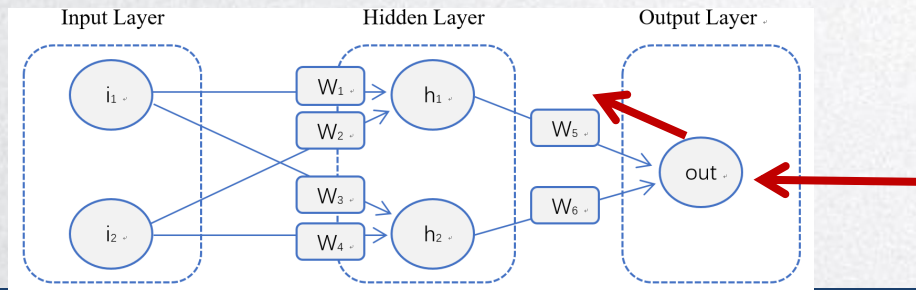 Input Layer
Hidden Layer
Output Layer
i₁
W₁
h₁
W₂
W₅
out
W₃
W₆
i₂
W₄
h₂